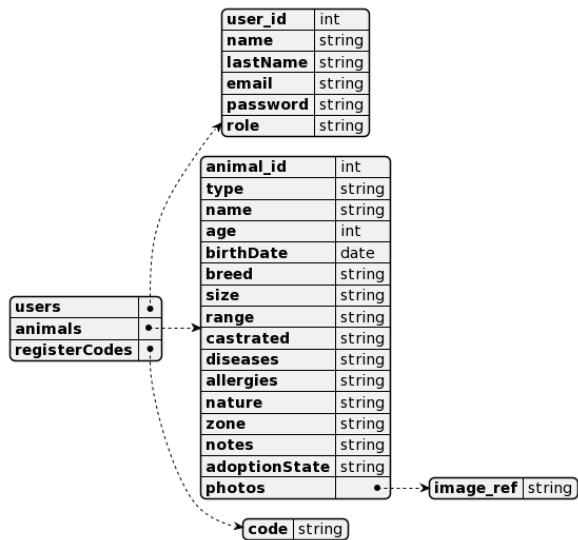 user_id int
name string
lastName string
email string
password string
role string
animal_id int
type string
name string
age int
birthDate date
breed string
size string
range string
castrated string
diseases string
allergies string
nature string
zone string
notes string
adoptionState string
photos
image_ref string
users
animals
registerCodes
code string